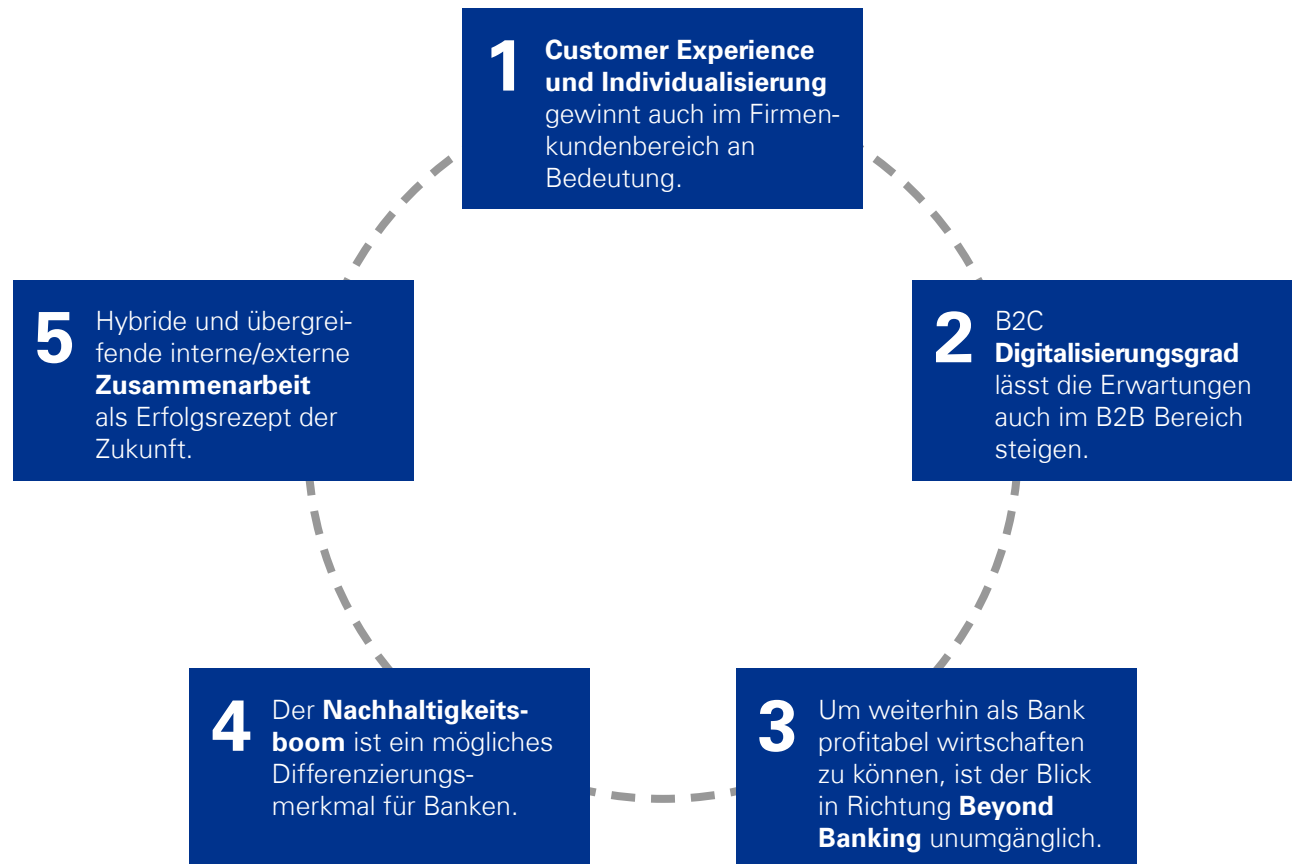 1
Customer Experience
und Individualisierung
gewinnt auch im Firmen-
kundenbereich an
Bedeutung.
2
B2C
Digitalisierungsgrad
lässt die Erwartungen
auch im B2B Bereich
steigen.
3
Um weiterhin als Bank
profitabel wirtschaften
zu können, ist der Blick
in Richtung Beyond
Banking unumgänglich.
4
Der Nachhaltigkeits-
boom ist ein mögliches
Differenzierungs-
merkmal für Banken.
5
Hybride und übergrei-
fende interne/externe
Zusammenarbeit
als Erfolgsrezept der
Zukunft.